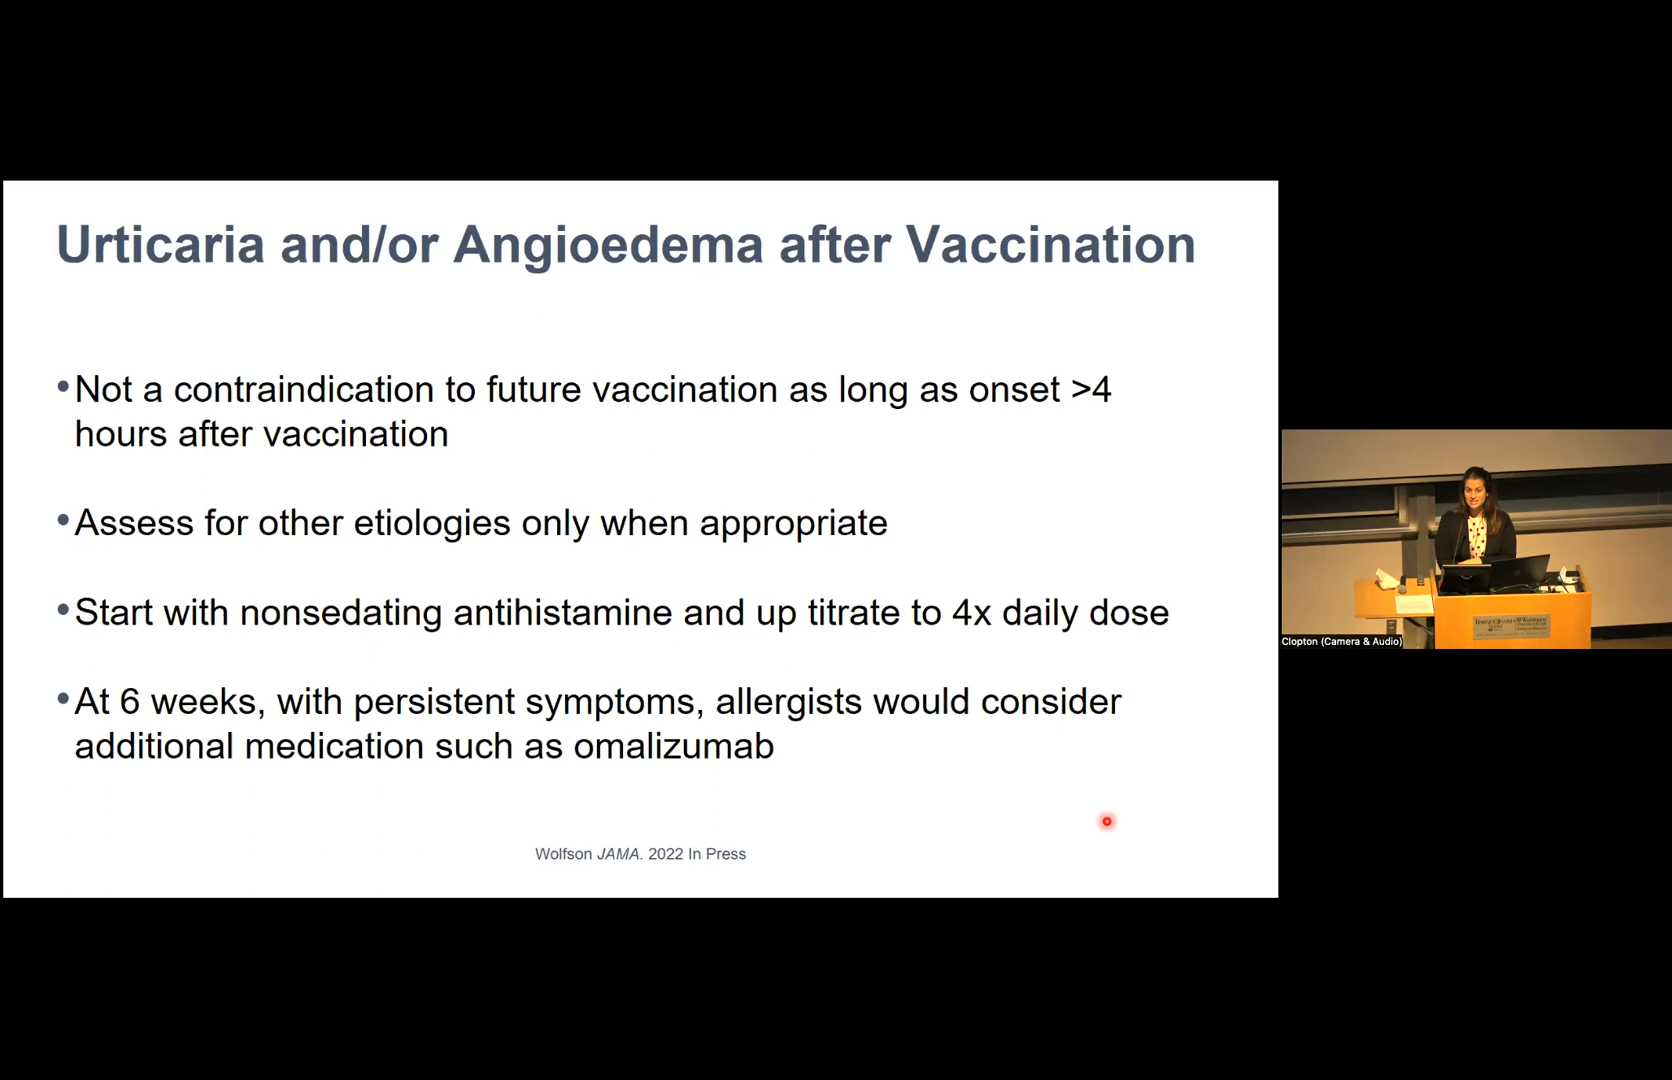 Urticaria and/or Angioedema after Vaccination
•Not a contraindication to future vaccination as long as onset >4
hours after vaccination
•Assess for other etiologies only when appropriate
•Start with nonsedating antihistamine and up titrate to 4x daily dose
•At 6 weeks, with persistent symptoms, allergists would consider
additional medication such as omalizumab
Wolfson JAMA. 2022 In Press
Clopton (Camera & Audio)